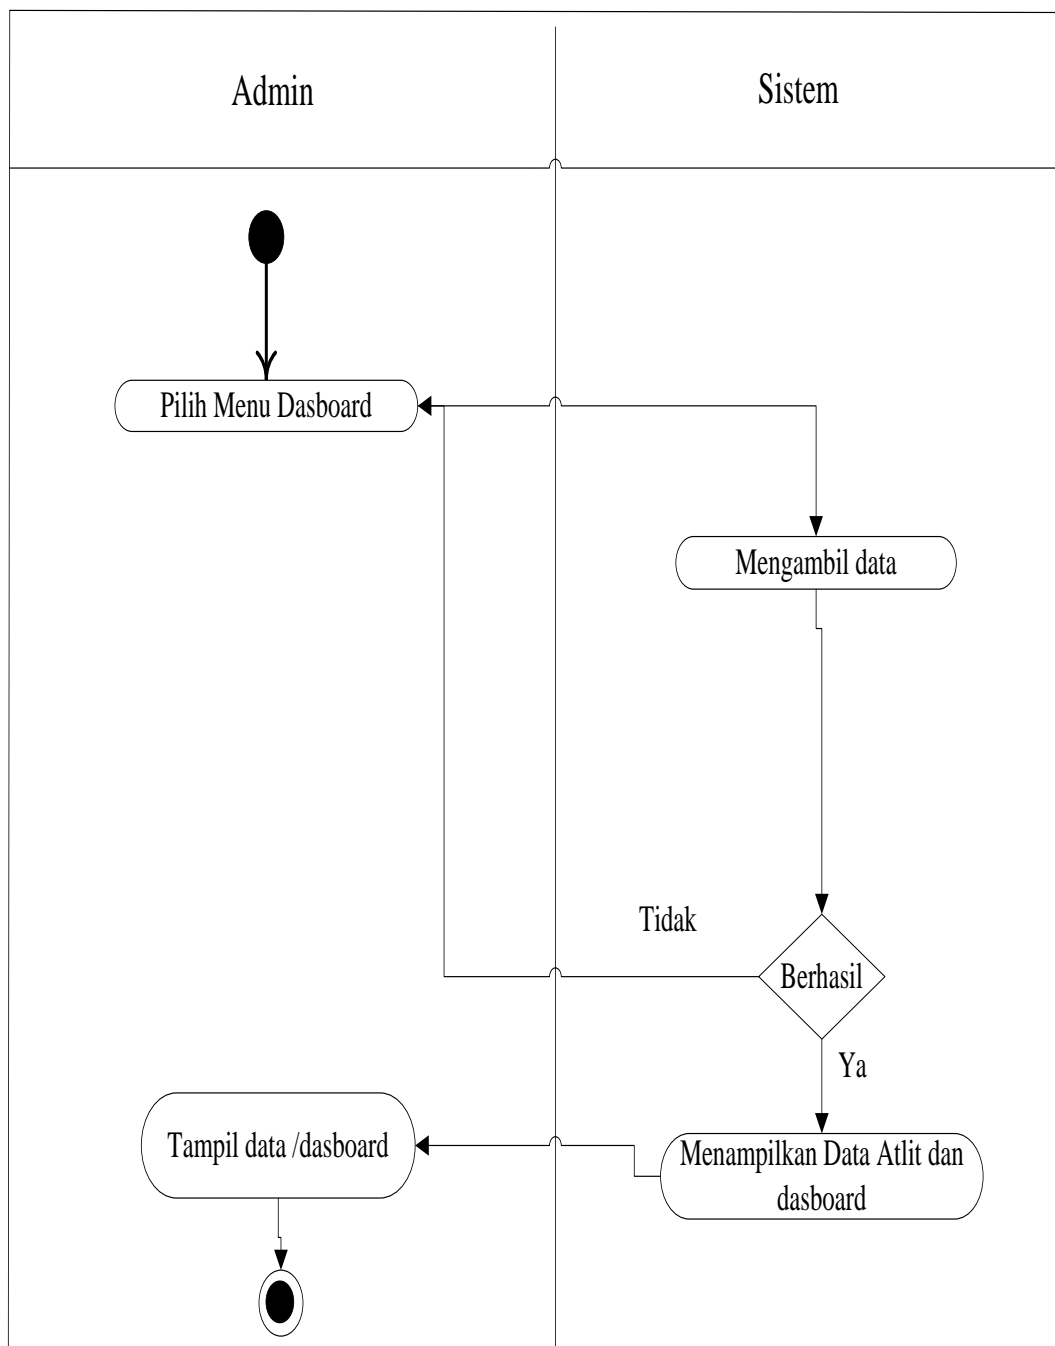 Admin
Sistem
Pilih Menu Dasboard
Mengambil data
Tidak
Berhasil
Ya
Tampil data /dasboard
Menampilkan Data Atlit dan
dasboard